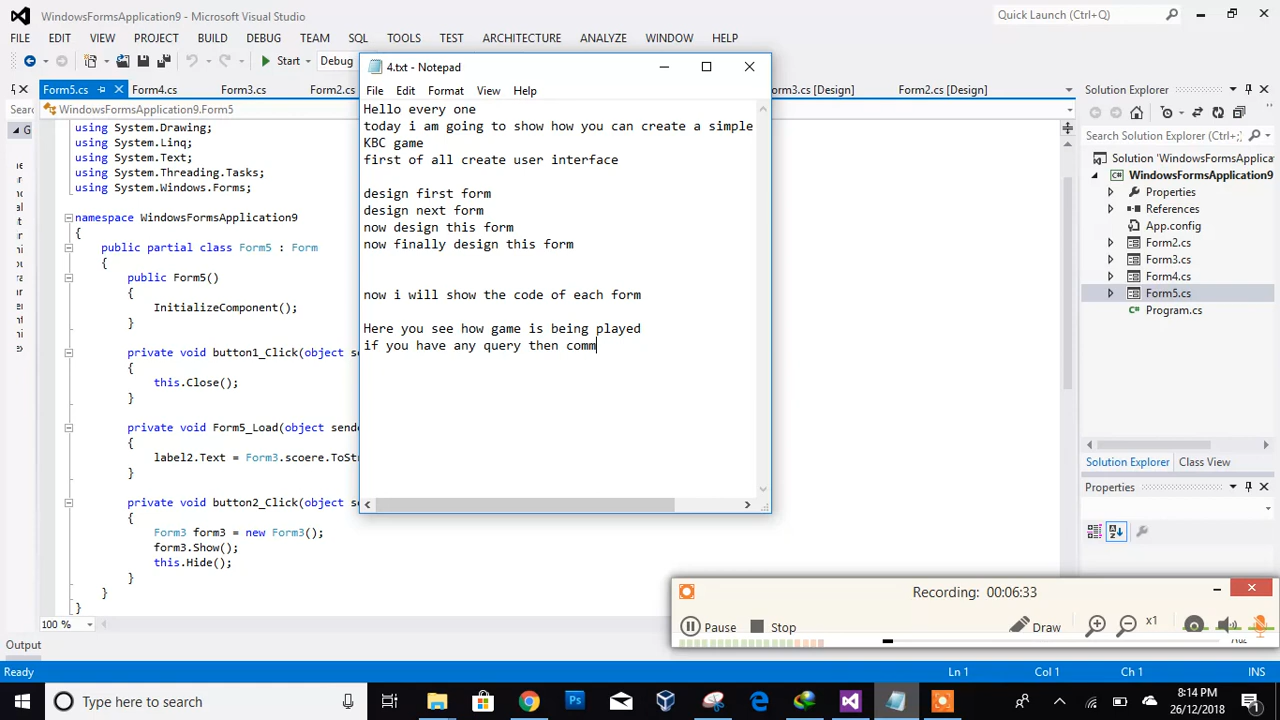 WindowsFormsApplication9 - Microsoft Visual Studio
Quick Launch (Ctrl+Q)
FILE EDIT VIEW PROJECT BUILD DEBUG TEAM SQL TOOLS TEST ARCHITECTURE ANALYZE WINDOW HELP
Start Debug
Form5.cs Form4.cs Form3.cs Form2.c
orm3.cs [Design] Form2.cs [Design]
WindowsFormsApplication9.Form5
Sear
G
using System.Drawing;
using System.Linq;
using System.Text;
using System.Threading.Tasks;
using System.Windows.Forms;
namespace WindowsFormsApplication9
{
public partial class Form5 : Form
{
public Form5()
{
InitializeComponent();
}
private void button1_Click(object se
{
this.Close();
}
private void Form5_Load(object sende
{
label2.Text = Form3.scoere.ToStr
}
private void button2_Click(object se
{
Form3 form3 = new Form3();
form3.Show();
this.Hide();
}
}
}
100 %
Output
Ready
Ln 1 Col 1 Ch 1 INS
4.txt - Notepad
File Edit Format View Help
Hello every one
today i am going to show how you can create a simple
KBC game
first of all create user interface
design first form
design next form
now design this form
now finally design this form
now i will show the code of each form
Here you see how game is being played
if you have any query then comm
Solution Explorer
Search Solution Explorer (Ctrl+;
Solution 'WindowsFormsApplica
WindowsFormsApplication9
Properties
References
App.config
Form2.cs
Form3.cs
Form4.cs
Form5.cs
Program.cs
Solution Explorer Class View
Properties
Recording: 00:06:33
Pause Stop
Draw
x1
Type here to search
8:14 PM
26/12/2018